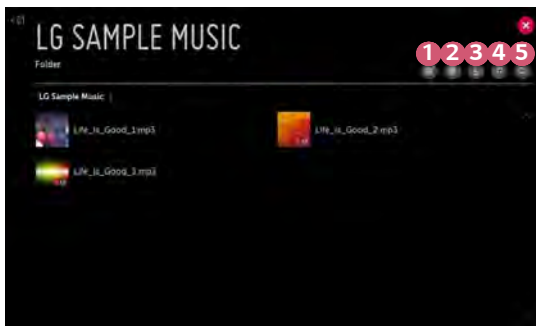 LG SAMPLE MUSIC
Folder
1 2 3 4 5
LG Sample Music
Life_Is_Good_1.mp3
Life_Is_Good_2.mp3
Life_Is_Good_3.mp3